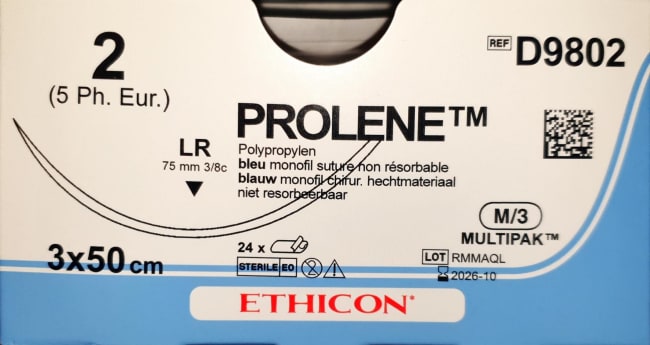 2
(5 Ph. Eur.)
REF D9802
PROLENE™
LR
75 mm 3/8c
Polypropylen
bleu monofil suture non résorbable
blauw monofil chirur. hechtmateriaal
niet resorbeerbaar
M/3
MULTIPAK™
24 x
3x50 cm
STERILE EO
2
LOT RMMAQL
2026-10
ETHICON®